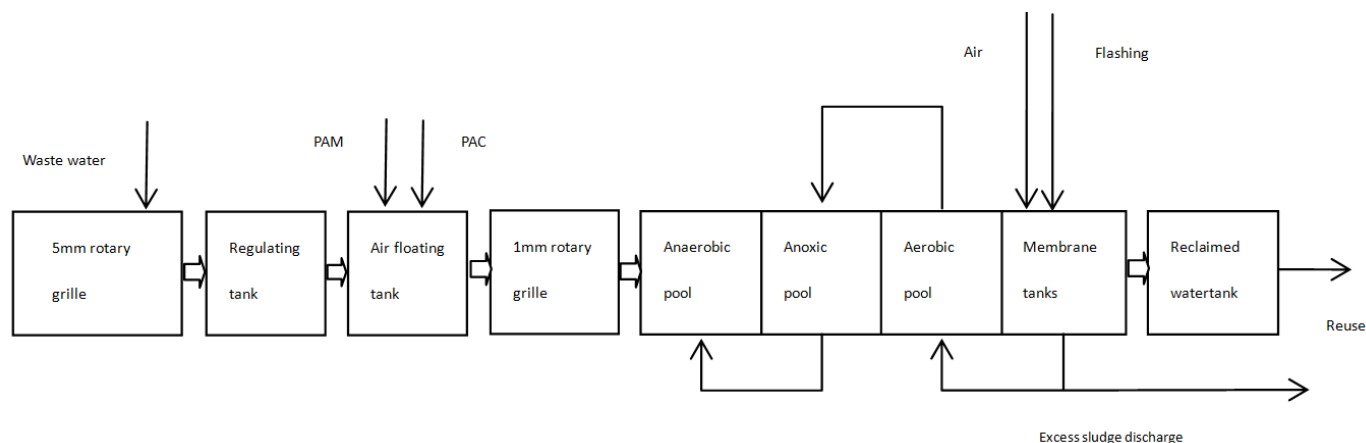 Air
Flashing
Waste water
PAM
PAC
5mm rotary
grille
Regulating
tank
Air floating
tank
1mm rotary
grille
Anaerobic
pool
Anoxic
pool
Aerobic
pool
Membrane
tanks
Reclaimed
watertank
Reuse
Excess sludge discharge